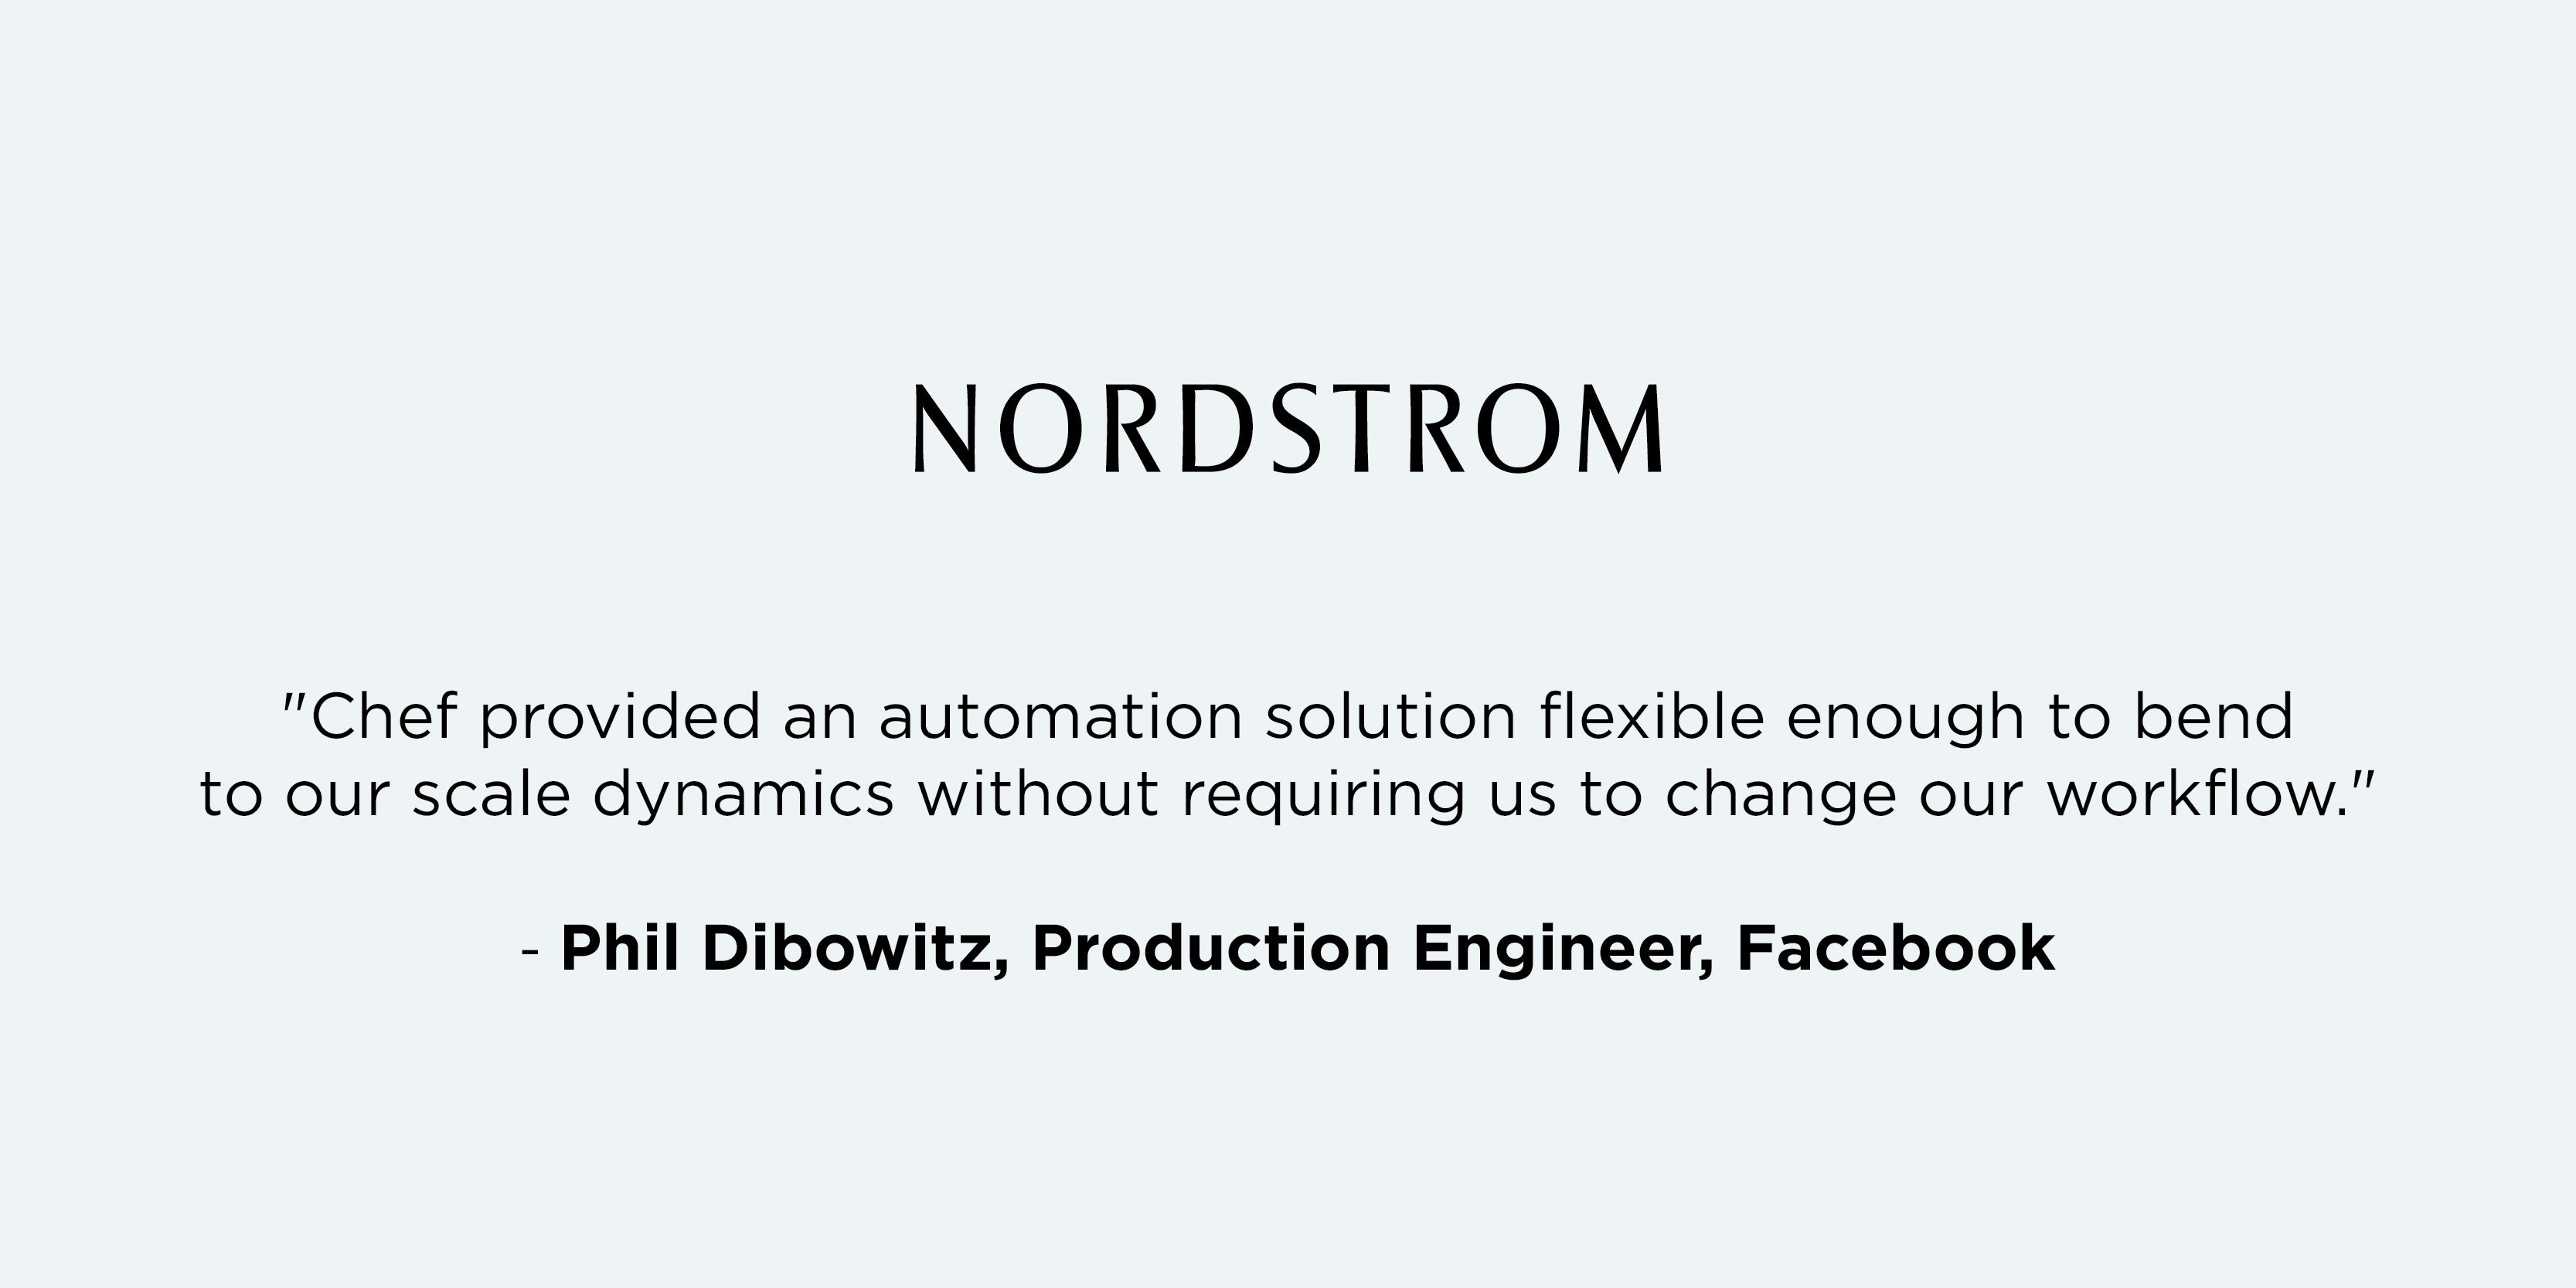 NORDSTROM
"Chef provided an automation solution flexible enough to bend
to our scale dynamics without requiring us to change our workflow."
- Phil Dibowitz, Production Engineer, Facebook